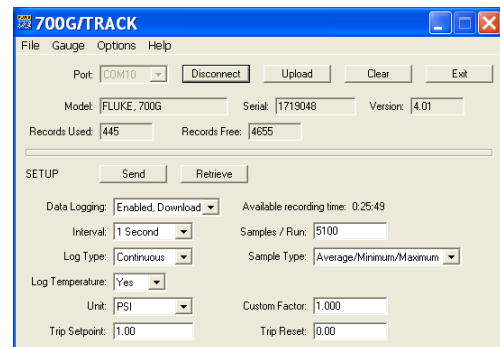 700G/TRACK
File Gauge Options Help
Port: COM10 Disconnect Upload Clear Exit
Model: FLUKE, 700G Serial: 1719048 Version: 4.01
Records Used: 445 Records Free: 4655
SETUP Send Retrieve
Data Logging: Enabled, Download Available recording time: 0:25:49
Interval: 1 Second Samples / Run: 5100
Log Type: Continuous Sample Type: Average/Minimum/Maximum
Log Temperature: Yes
Unit: PSI Custom Factor: 1.000
Trip Setpoint: 1.00 Trip Reset: 0.00